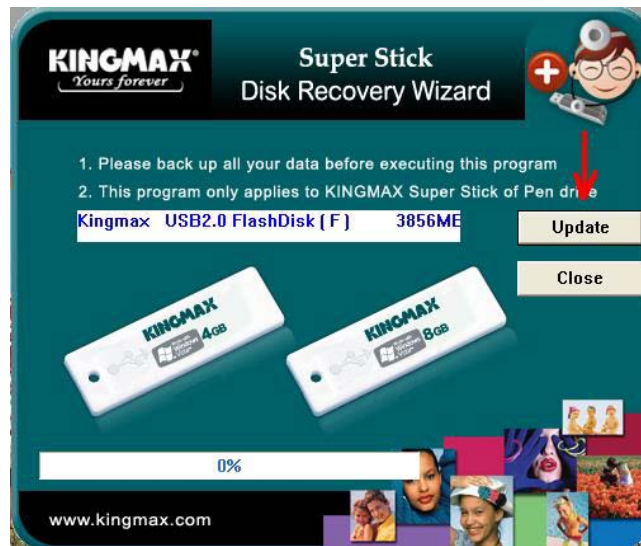 KINGMAX®
Yours forever
Super Stick
Disk Recovery Wizard
1. Please back up all your data before executing this program
2. This program only applies to KINGMAX Super Stick of Pen drive
Kingmax USB2.0 FlashDisk ( F ) 3856ME
Update
Close
KINGMAX
4GB
KINGMAX
8GB
0%
www.kingmax.com